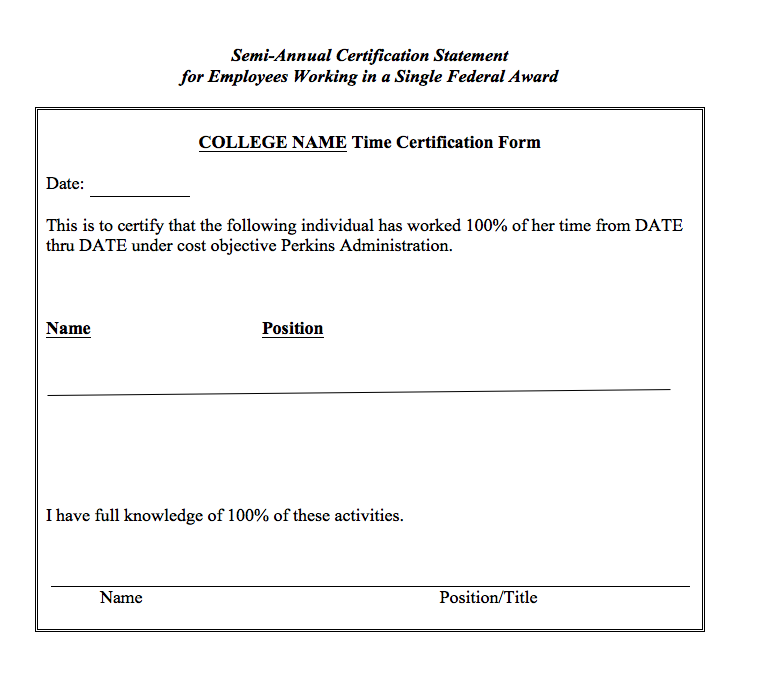 Semi-Annual Certification Statement
for Employees Working in a Single Federal Award
COLLEGE NAME Time Certification Form
Date:
This is to certify that the following individual has worked 100% of her time from DATE
thru DATE under cost objective Perkins Administration.
Name Position
I have full knowledge of 100% of these activities.
Name Position/Title